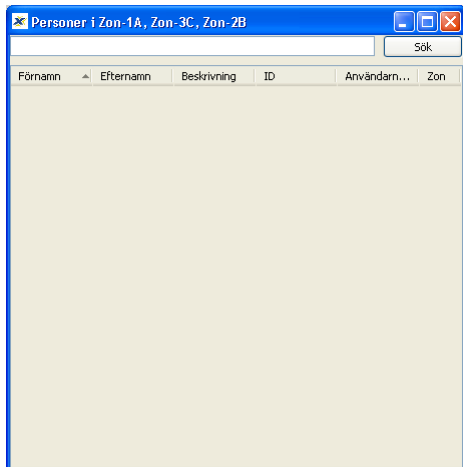 Personer i Zon-1A, Zon-3C, Zon-2B
Sök
Förnamn Efternamn Beskrivning ID Användarn... Zon